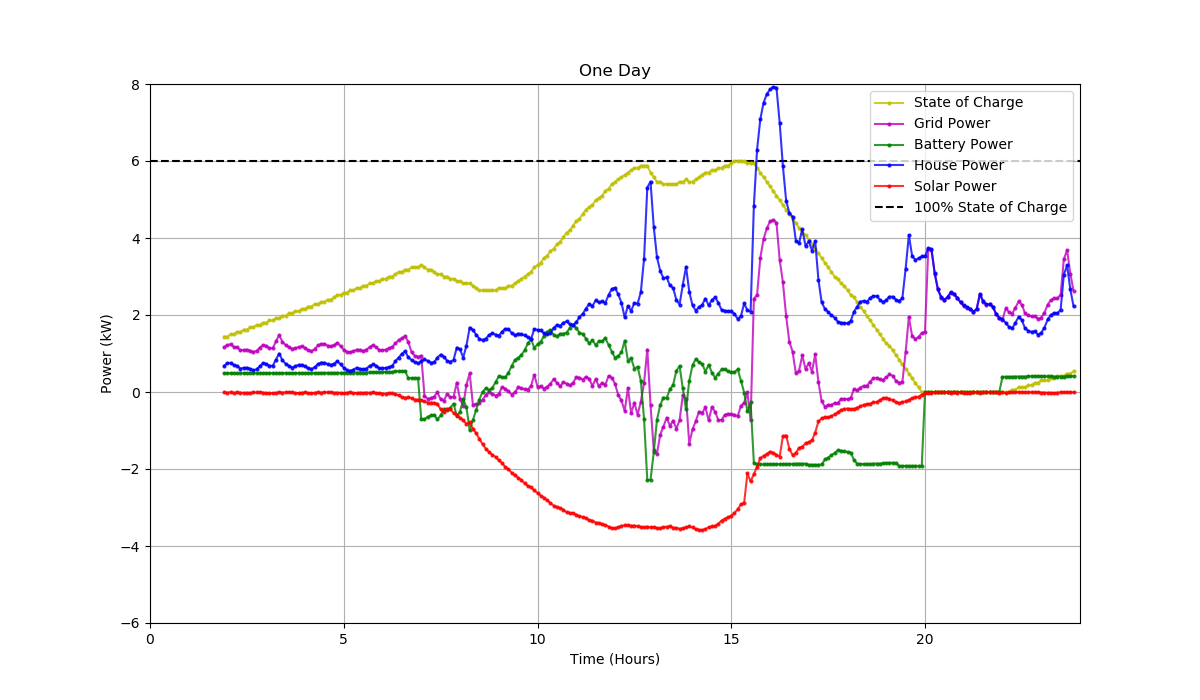 One Day
8
6
4
2
0
−2
−4
−6
Power (kW)
State of Charge
Grid Power
Battery Power
House Power
Solar Power
100% State of Charge
0 5 10 15 20
Time (Hours)